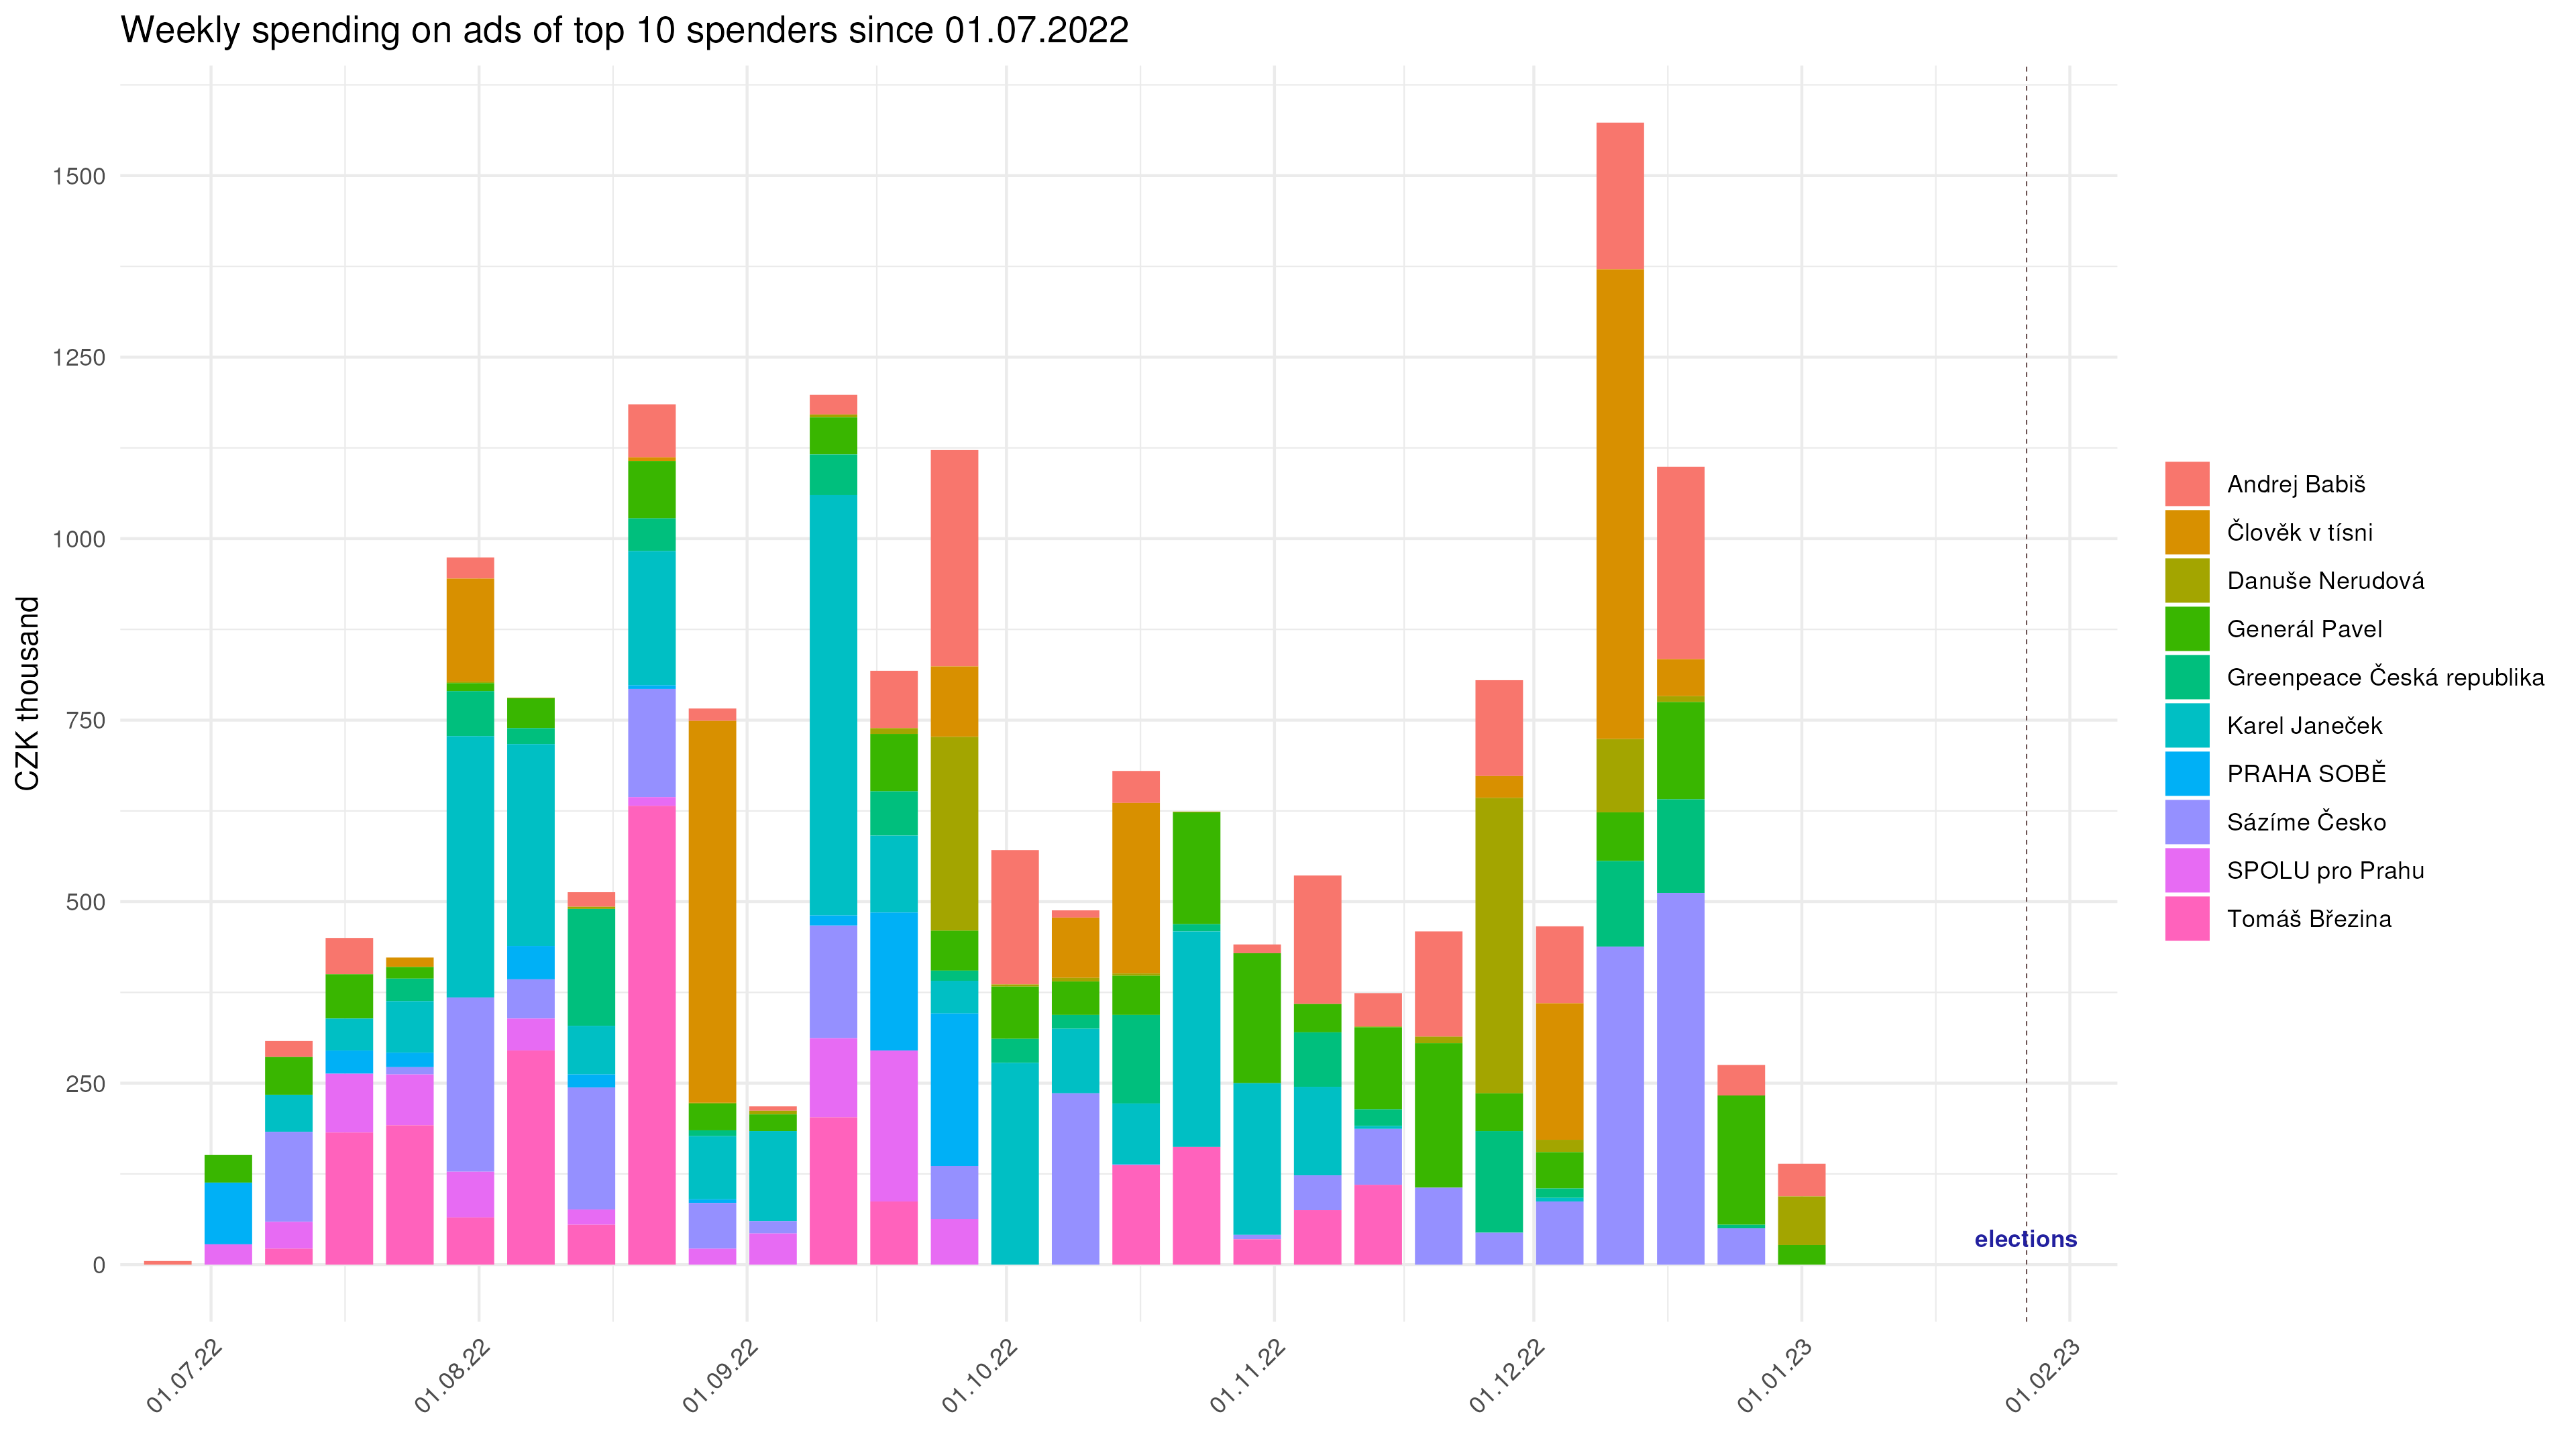 Weekly spending on ads of top 10 spenders since 01.07.2022
CZK thousand
1500
1250
1000
750
500
250
0
elections
01.07.22
01.08.22
01.09.22
01.10.22
01.11.22
01.12.22
01.01.23
01.02.23
Andrej Babiš
Člověk v tísni
Danuše Nerudová
Generál Pavel
Greenpeace Česká republika
Karel Janeček
PRAHA SOBĚ
Sázíme Česko
SPOLU pro Prahu
Tomáš Březina